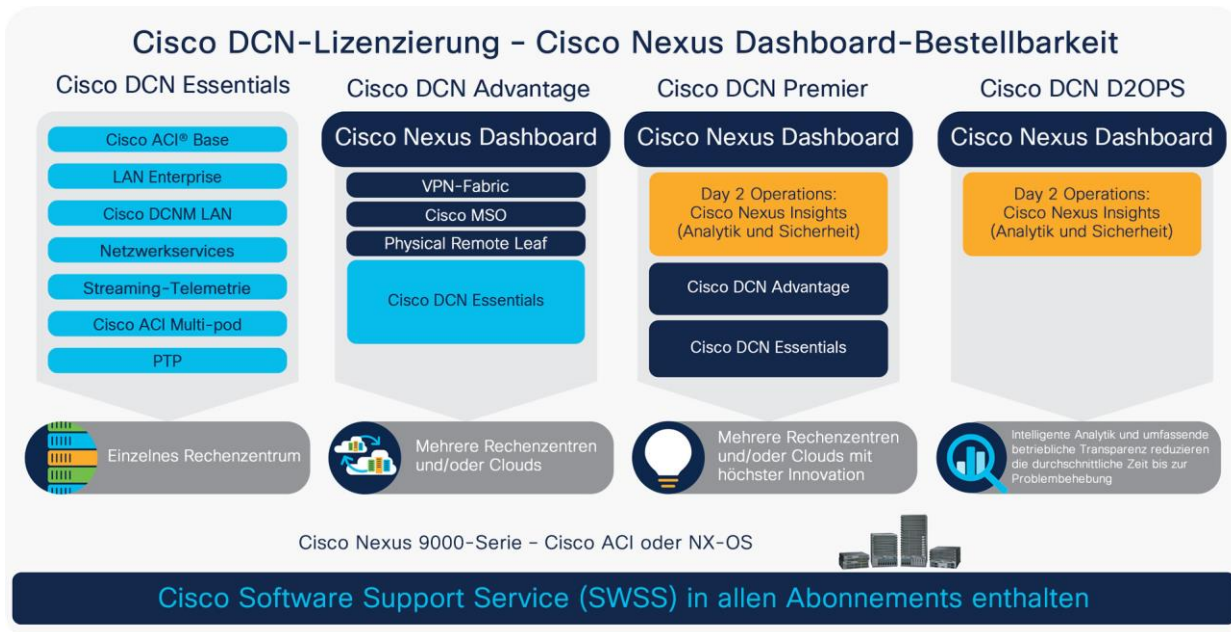 Cisco DCN-Lizenzierung – Cisco Nexus Dashboard-Bestellbarkeit
Cisco DCN Essentials
Cisco ACI® Base
LAN Enterprise
Cisco DCNM LAN
Netzwerkservices
Streaming-Telemetrie
Cisco ACI Multi-pod
PTP
Einzelnes Rechenzentrum
Cisco DCN Advantage
Cisco Nexus Dashboard
VPN-Fabric
Cisco MSO
Physical Remote Leaf
Cisco DCN Essentials
Mehrere Rechenzentren
und/oder Clouds
Cisco DCN Premier
Cisco Nexus Dashboard
Day 2 Operations:
Cisco Nexus Insights
(Analytik und Sicherheit)
Cisco DCN Advantage
Cisco DCN Essentials
Mehrere Rechenzentren
und/oder Clouds mit
höchster Innovation
Cisco DCN D2OPS
Cisco Nexus Dashboard
Day 2 Operations:
Cisco Nexus Insights
(Analytik und Sicherheit)
Intelligente Analytik und umfassende
betriebliche Transparenz reduzieren
die durchschnittliche Zeit bis zur
Problembehebung
Cisco Nexus 9000-Serie – Cisco ACI oder NX-OS
Cisco Software Support Service (SWSS) in allen Abonnements enthalten